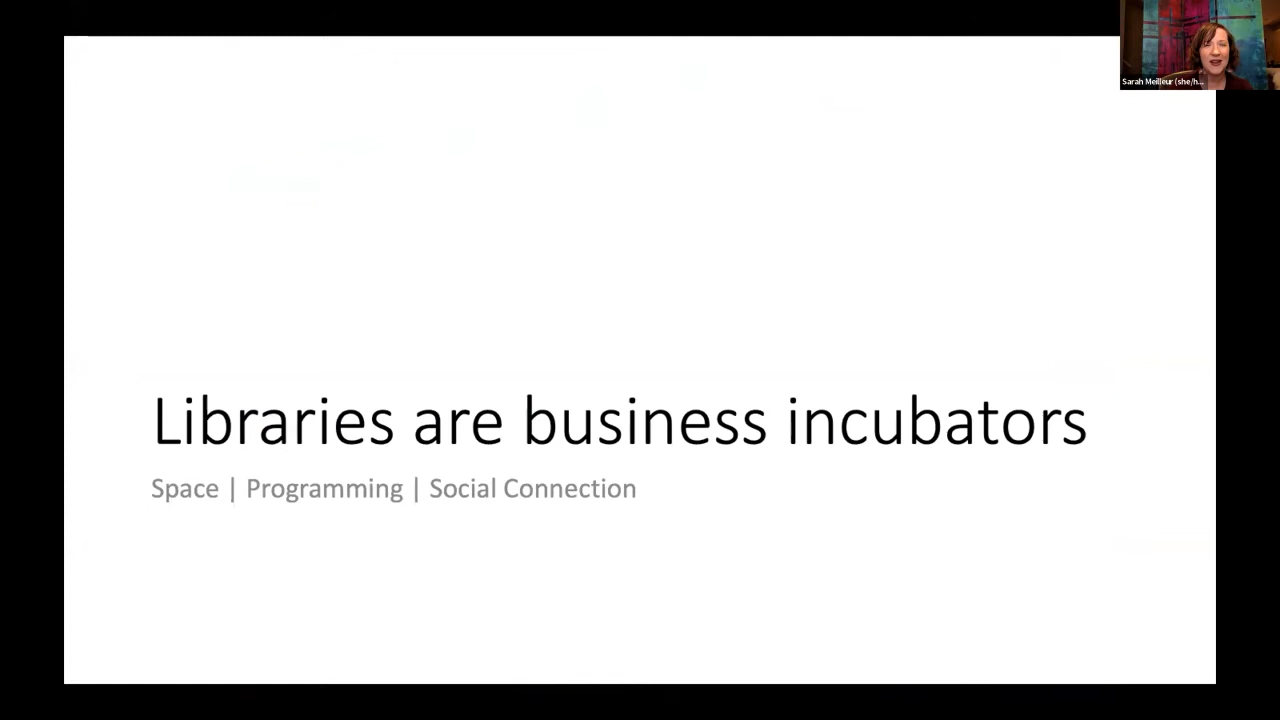 Sarah Meilleur (she/h...
Libraries are business incubators
Space | Programming | Social Connection